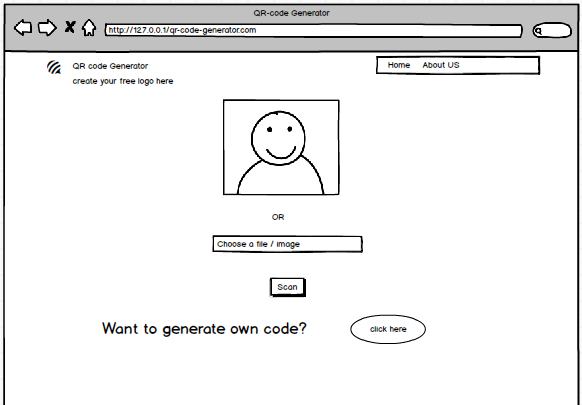 QR-code Generator
http://127.0.0.1/qr-code-generator.com
QR code Generator
create your free logo here
Home About US
OR
Choose a file / image
Scan
Want to generate own code?
click here